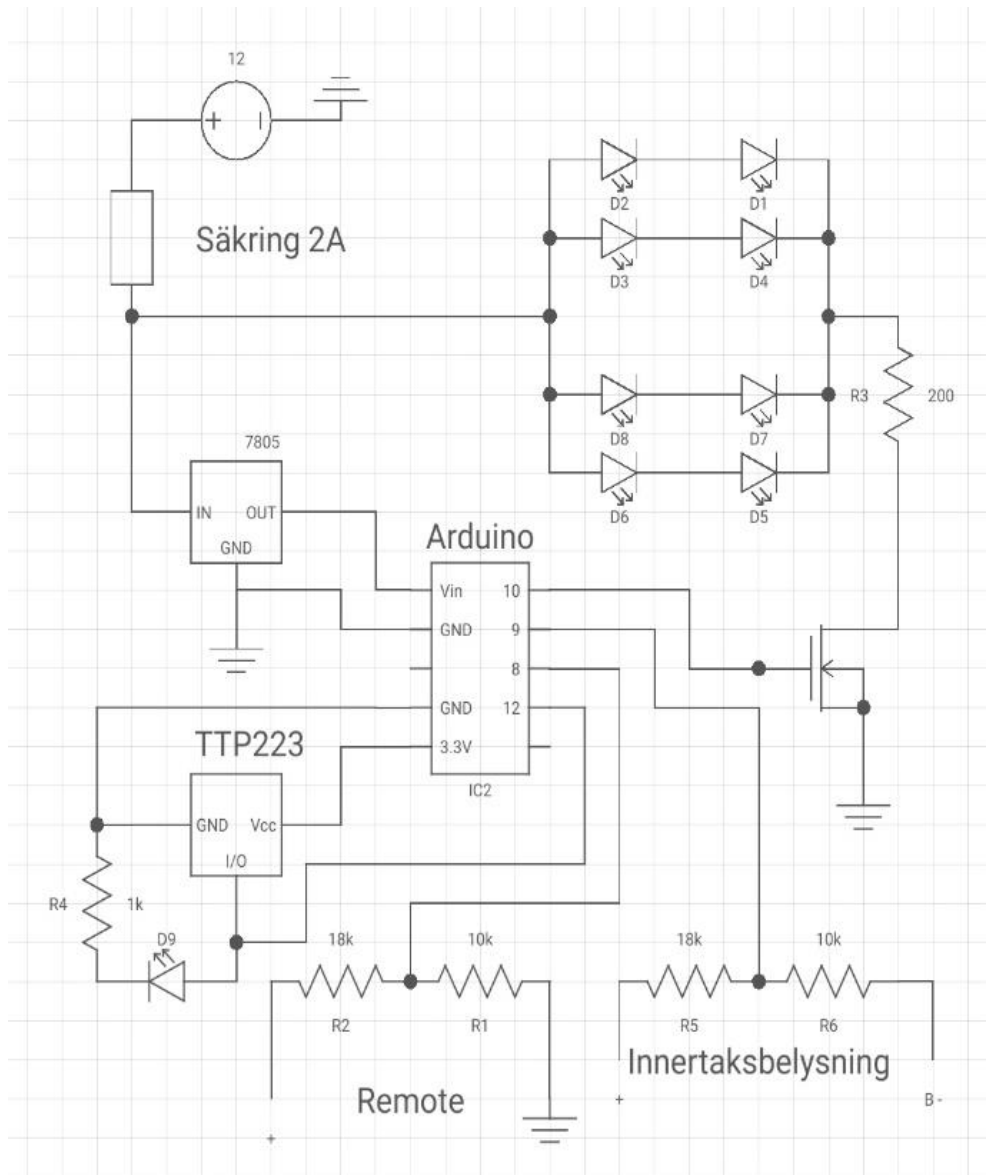 12
Säkring 2A
D2
D1
D3
D4
R3
200
D8
D7
D6
D5
7805
IN
OUT
GND
Arduino
Vin
10
GND
9
8
GND
12
3.3V
IC2
TTP223
GND
Vcc
I/O
R4
1k
D9
18k
10k
18k
10k
R2
R1
R5
R6
Innertaksbelysning
Remote
+
B -
+